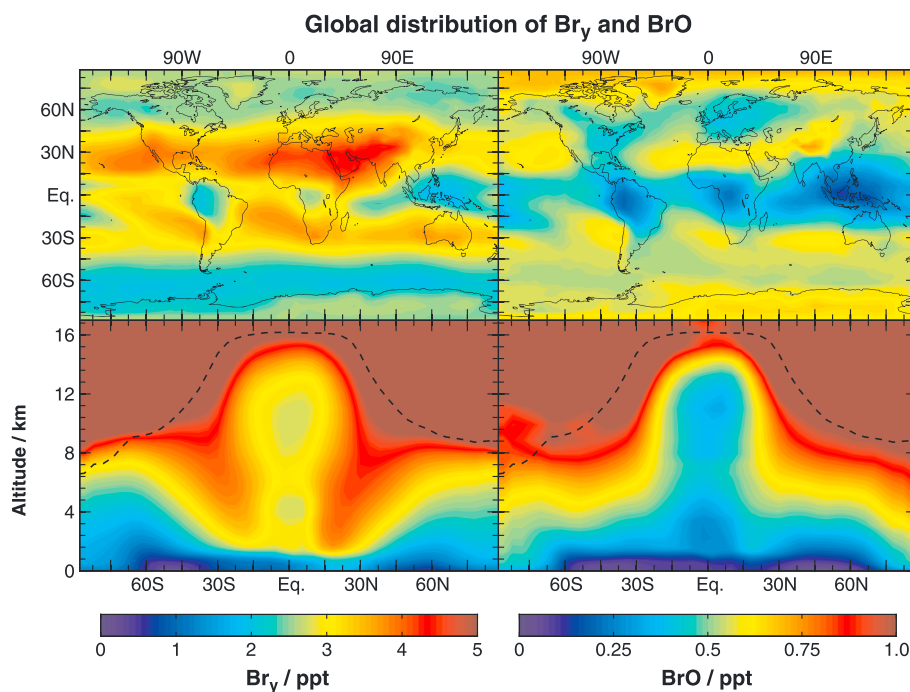 Global distribution of Bry and BrO
90W 0 90E 90W 0 90E
60N
30N
Eq.
30S
60S
16
12
8
4
0
Altitude / km
60S 30S Eq. 30N 60N 60S 30S Eq. 30N 60N
0 1 2 3 4 5 0 0.25 0.50 0.75 1.0
Bry / ppt BrO / ppt